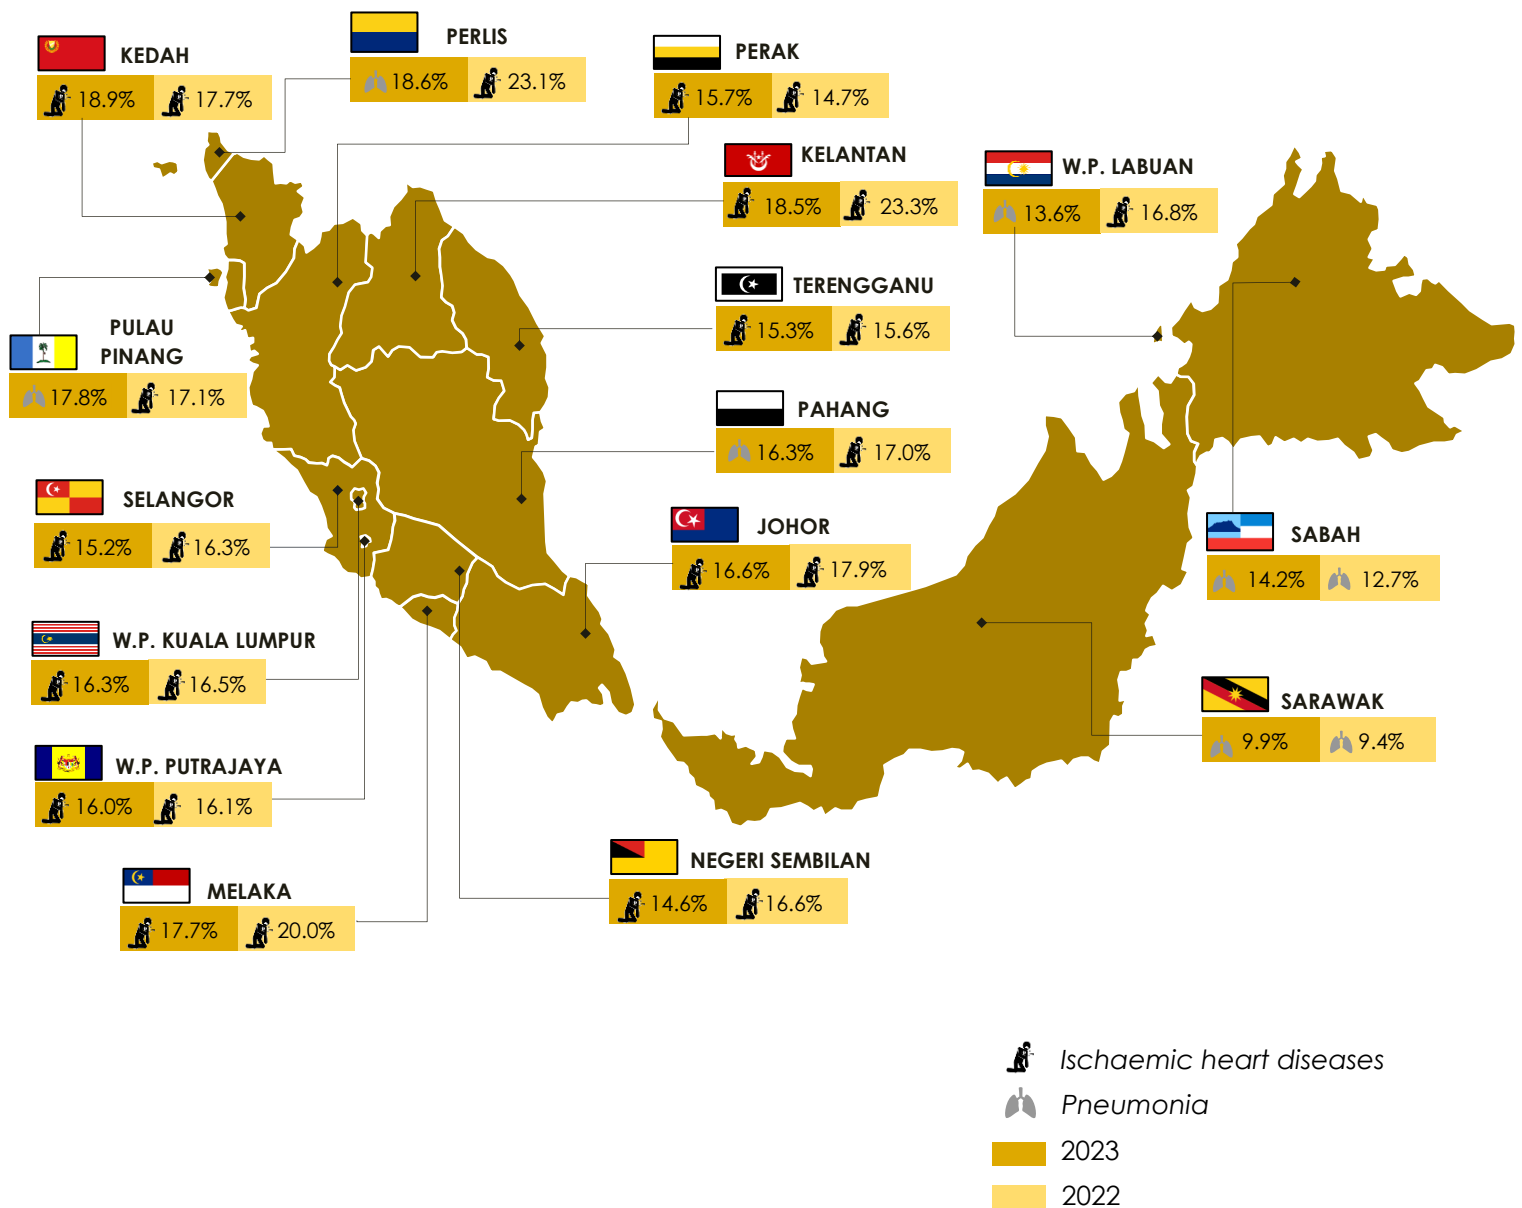 KEDAH
18.9% 17.7%
PERLIS
18.6% 23.1%
PERAK
15.7% 14.7%
KELANTAN
18.5% 23.3%
W.P. LABUAN
13.6% 16.8%
TERENGGANU
15.3% 15.6%
PULAU
PINANG
17.8% 17.1%
PAHANG
16.3% 17.0%
SELANGOR
15.2% 16.3%
JOHOR
16.6% 17.9%
SABAH
14.2% 12.7%
W.P. KUALA LUMPUR
16.3% 16.5%
SARAWAK
9.9% 9.4%
W.P. PUTRAJAYA
16.0% 16.1%
NEGERI SEMBILAN
14.6% 16.6%
MELAKA
17.7% 20.0%
Ischaemic heart diseases
Pneumonia
2023
2022